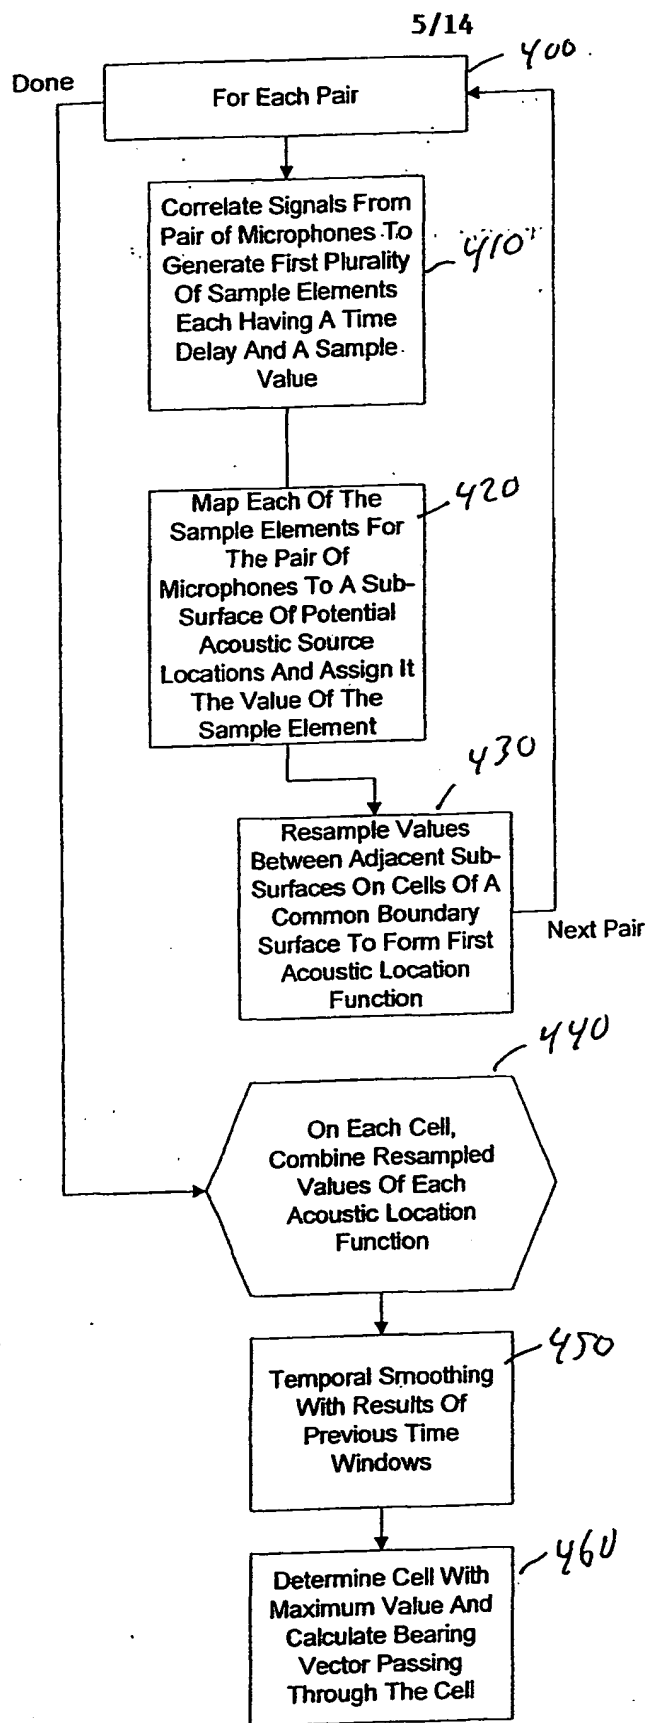 5/14
400
Done
For Each Pair
Correlate Signals From
Pair of Microphones To
Generate First Plurality
Of Sample Elements
Each Having A Time
Delay And A Sample
Value
410
Map Each Of The
Sample Elements For
The Pair Of
Microphones To A Sub-
Surface Of Potential
Acoustic Source
Locations And Assign It
The Value Of The
Sample Element
420
430
Resample Values
Between Adjacent Sub-
Surfaces On Cells Of A
Common Boundary
Surface To Form First
Acoustic Location
Function
Next Pair
440
On Each Cell,
Combine Resampled
Values Of Each
Acoustic Location
Function
450
Temporal Smoothing
With Results Of
Previous Time
Windows
460
Determine Cell With
Maximum Value And
Calculate Bearing
Vector Passing
Through The Cell